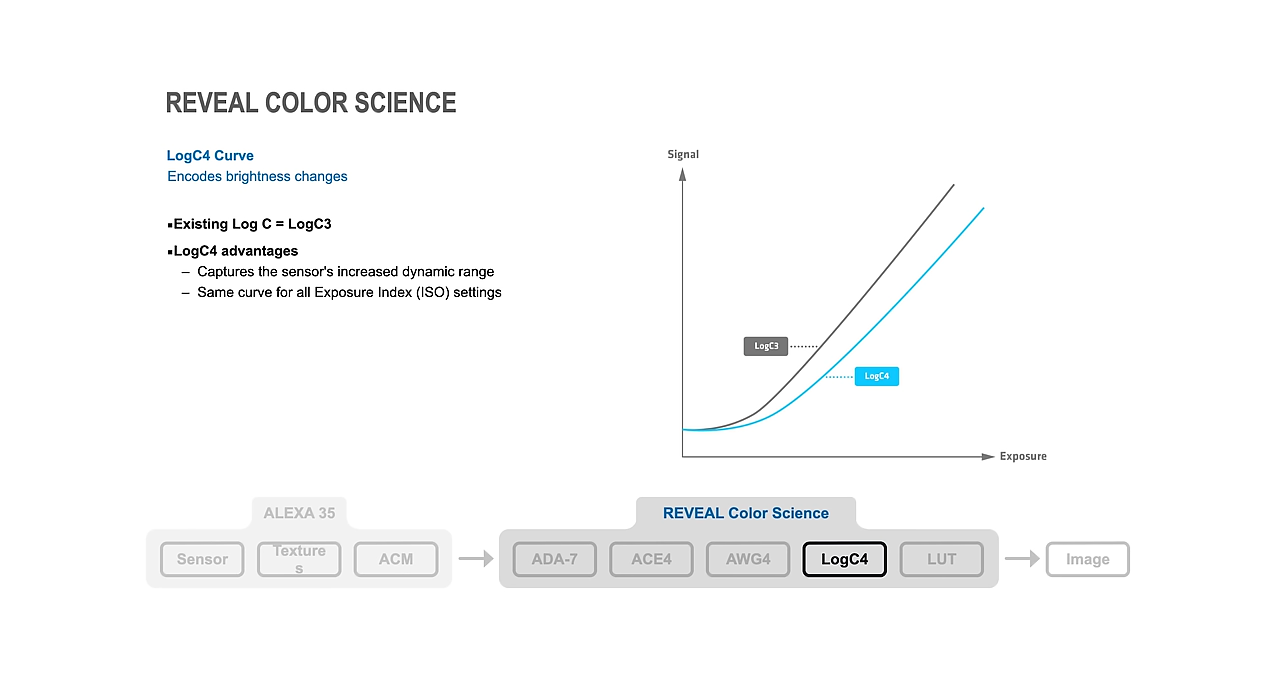 REVEAL COLOR SCIENCE
LogC4 Curve
Encodes brightness changes
▪Existing Log C = LogC3
▪LogC4 advantages
– Captures the sensor's increased dynamic range
– Same curve for all Exposure Index (ISO) settings
Signal
LogC3
LogC4
Exposure
ALEXA 35
Sensor
Texture
s
ACM
REVEAL Color Science
ADA-7
ACE4
AWG4
LogC4
LUT
Image